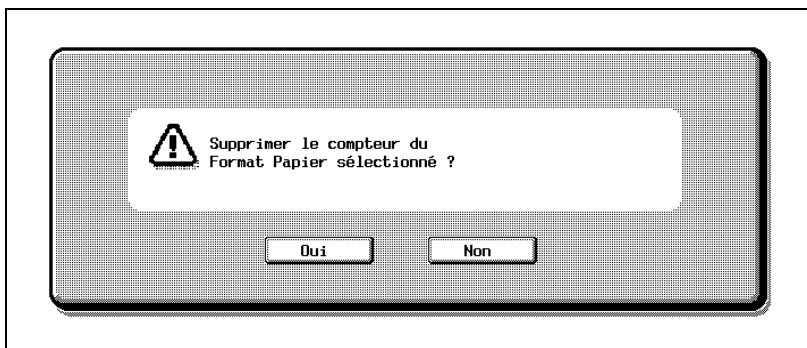 Supprimer le compteur du
Format Papier sélectionné ?
Oui
Non